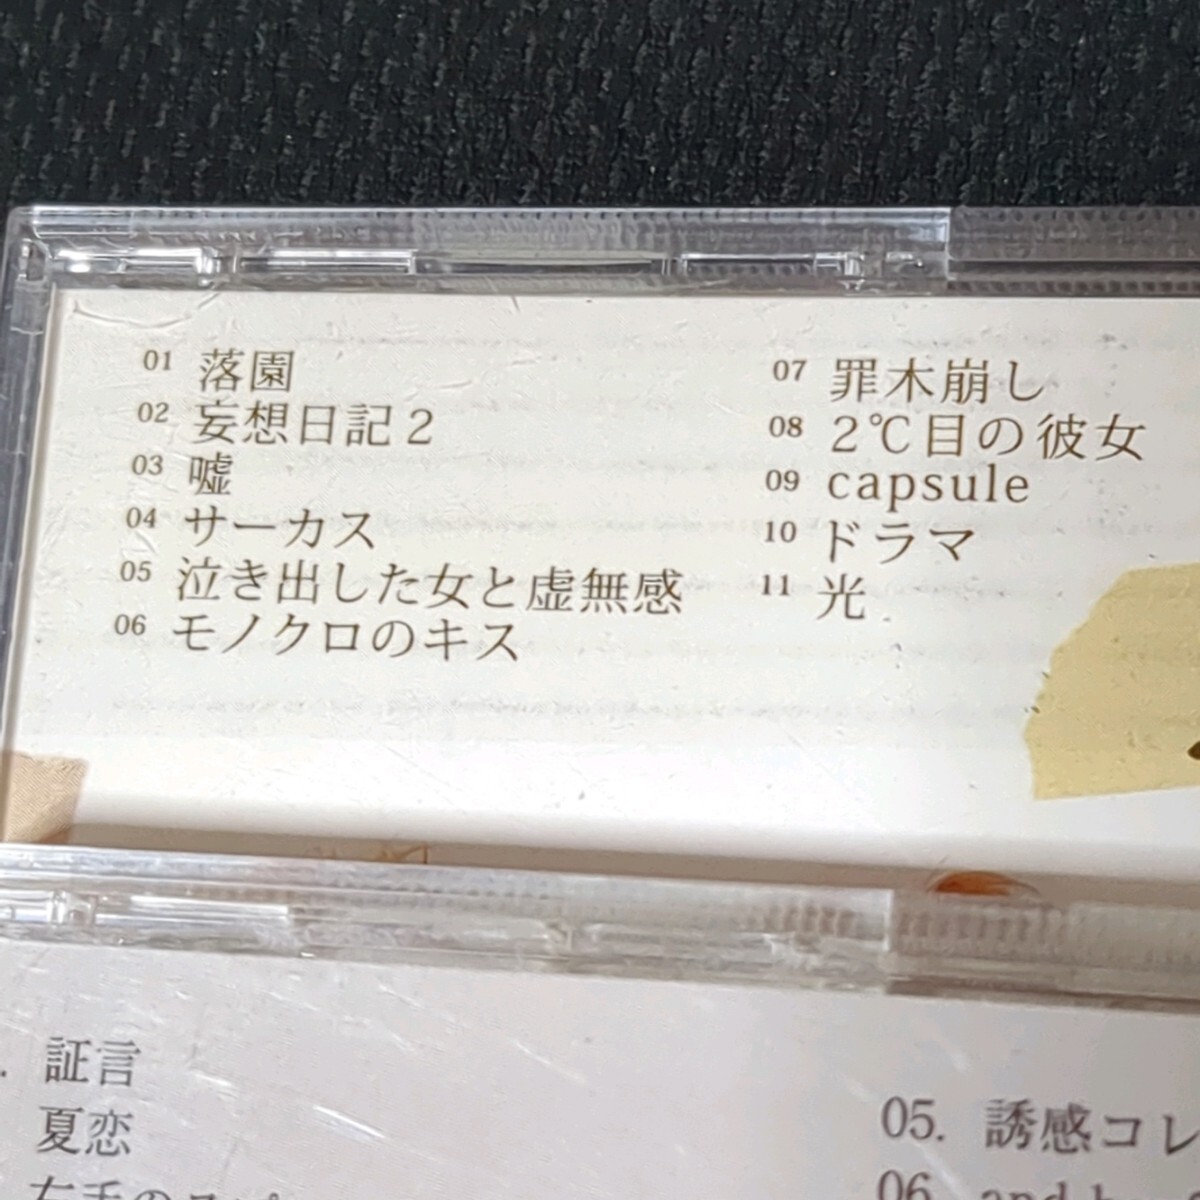 01 落園
02 妄想日記２
03 嘘
04 サーカス
05 泣き出した女と虚無感
06 モノクロのキス
07 罪木崩し
08 2℃目の彼女
09 capsule
10 ドラマ
11 光
. 証言
夏恋
05. 誘惑コレ
06